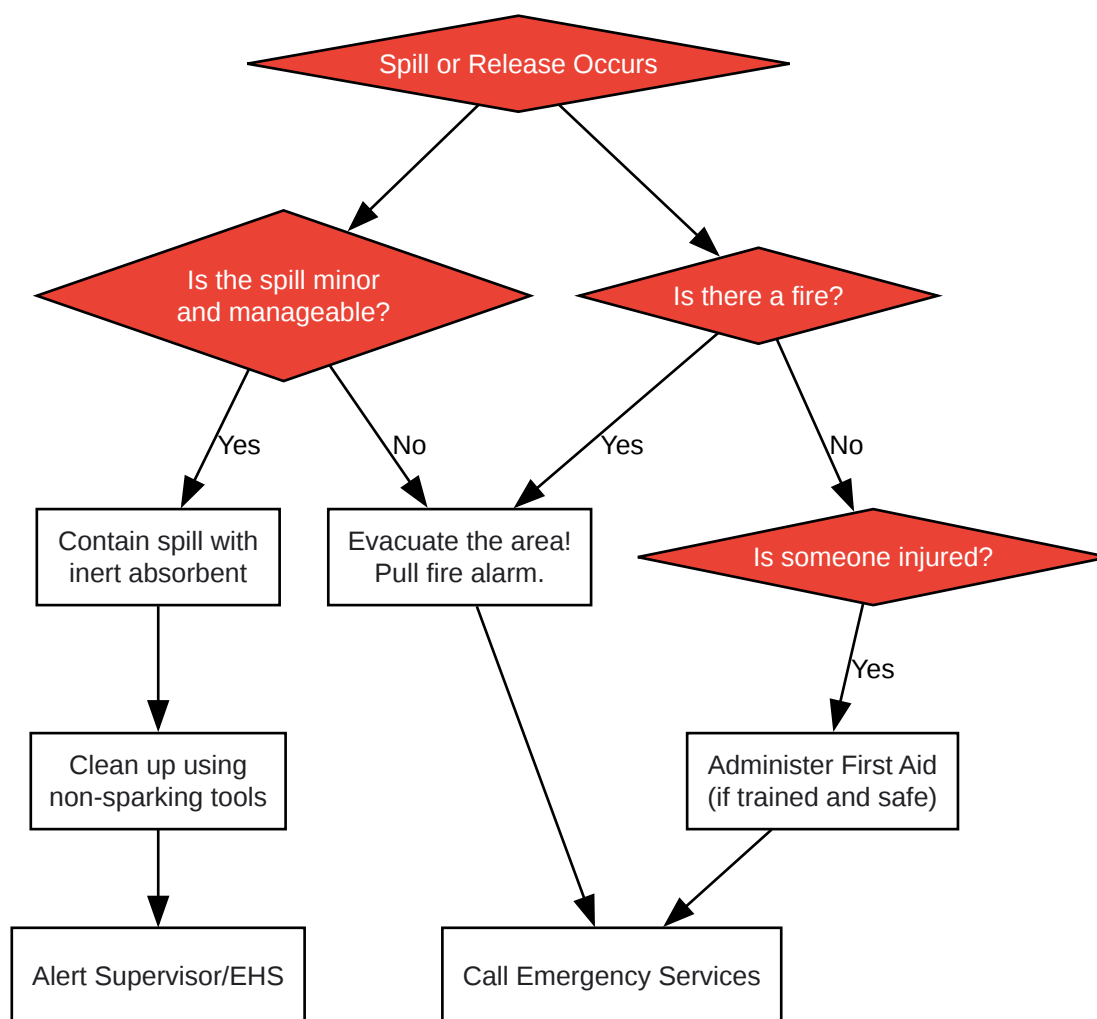 Spill or Release Occurs
Is the spill minor
and manageable?
Is there a fire?
Yes
No
Yes
No
Contain spill with
inert absorbent
Evacuate the area!
Pull fire alarm.
Is someone injured?
Yes
Clean up using
non-sparking tools
Administer First Aid
(if trained and safe)
Alert Supervisor/EHS
Call Emergency Services